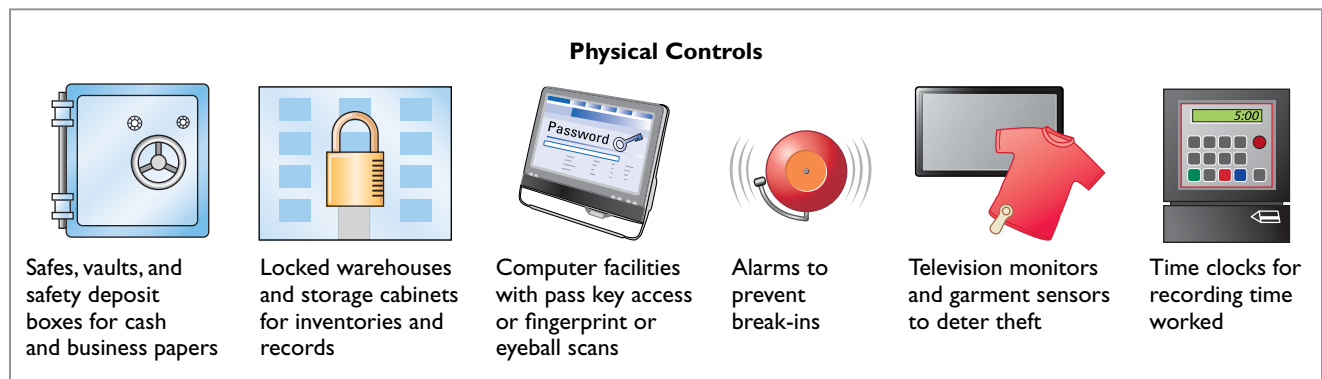 Physical Controls
Password
5:00
Safes, vaults, and
safety deposit
boxes for cash
and business papers
Locked warehouses
and storage cabinets
for inventories and
records
Computer facilities
with pass key access
or fingerprint or
eyeball scans
Alarms to
prevent
break-ins
Television monitors
and garment sensors
to deter theft
Time clocks for
recording time
worked